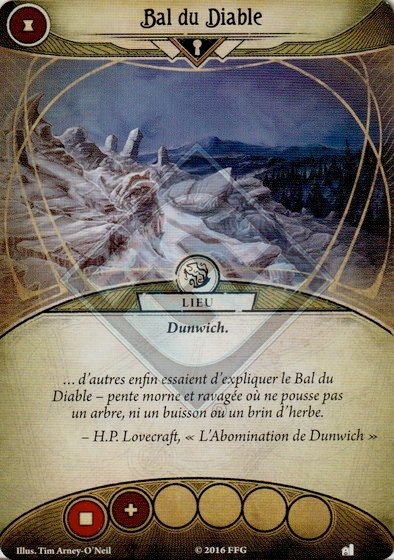 Bal du Diable
LIEU
Dunwich.
… d'autres enfin essaient d'expliquer le Bal du
Diable – pente morne et ravagée où ne pousse pas
un arbre, ni un buisson ou un brin d'herbe.
– H.P. Lovecraft, « L'Abomination de Dunwich »
Illus. Tim Arney-O'Neil
© 2016 FFG